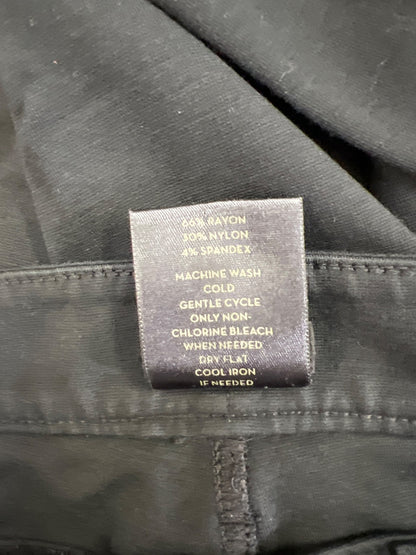 66% RAYON
30% NYLON
4% SPANDEX
MACHINE WASH
COLD
GENTLE CYCLE
ONLY NON-
CHLORINE BLEACH
WHEN NEEDED
DRY FLAT
COOL IRON
IF NEEDED